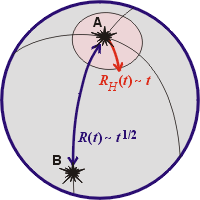 A
R_H(t) ~ t
R(t) ~ t^1/2
B